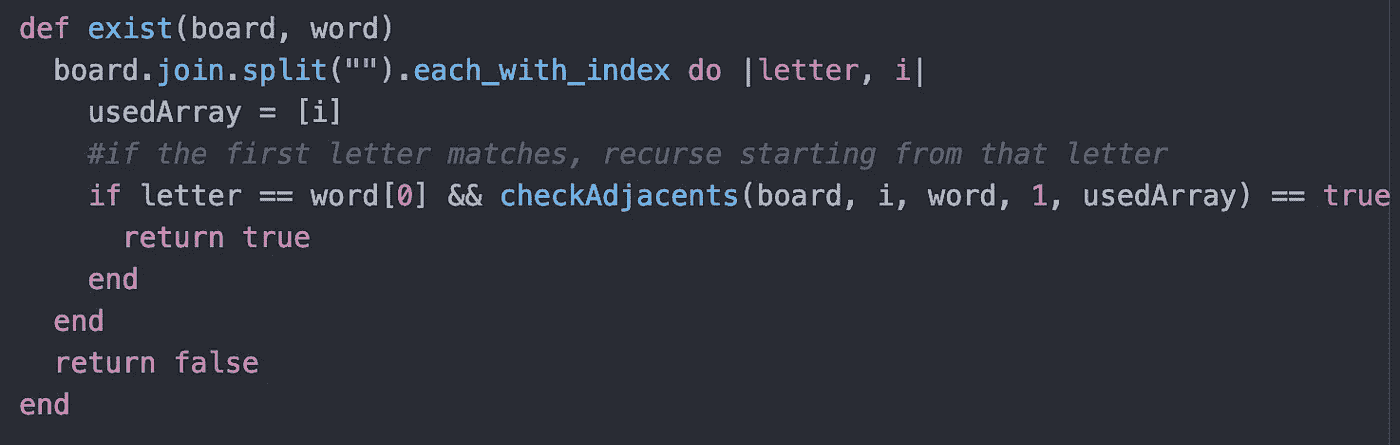 def exist(board, word)
  board.join.split("").each_with_index do |letter, i|
    usedArray = [i]
    #if the first letter matches, recurse starting from that letter
    if letter == word[0] && checkAdjacents(board, i, word, 1, usedArray) == true
      return true
    end
  end
  return false
end